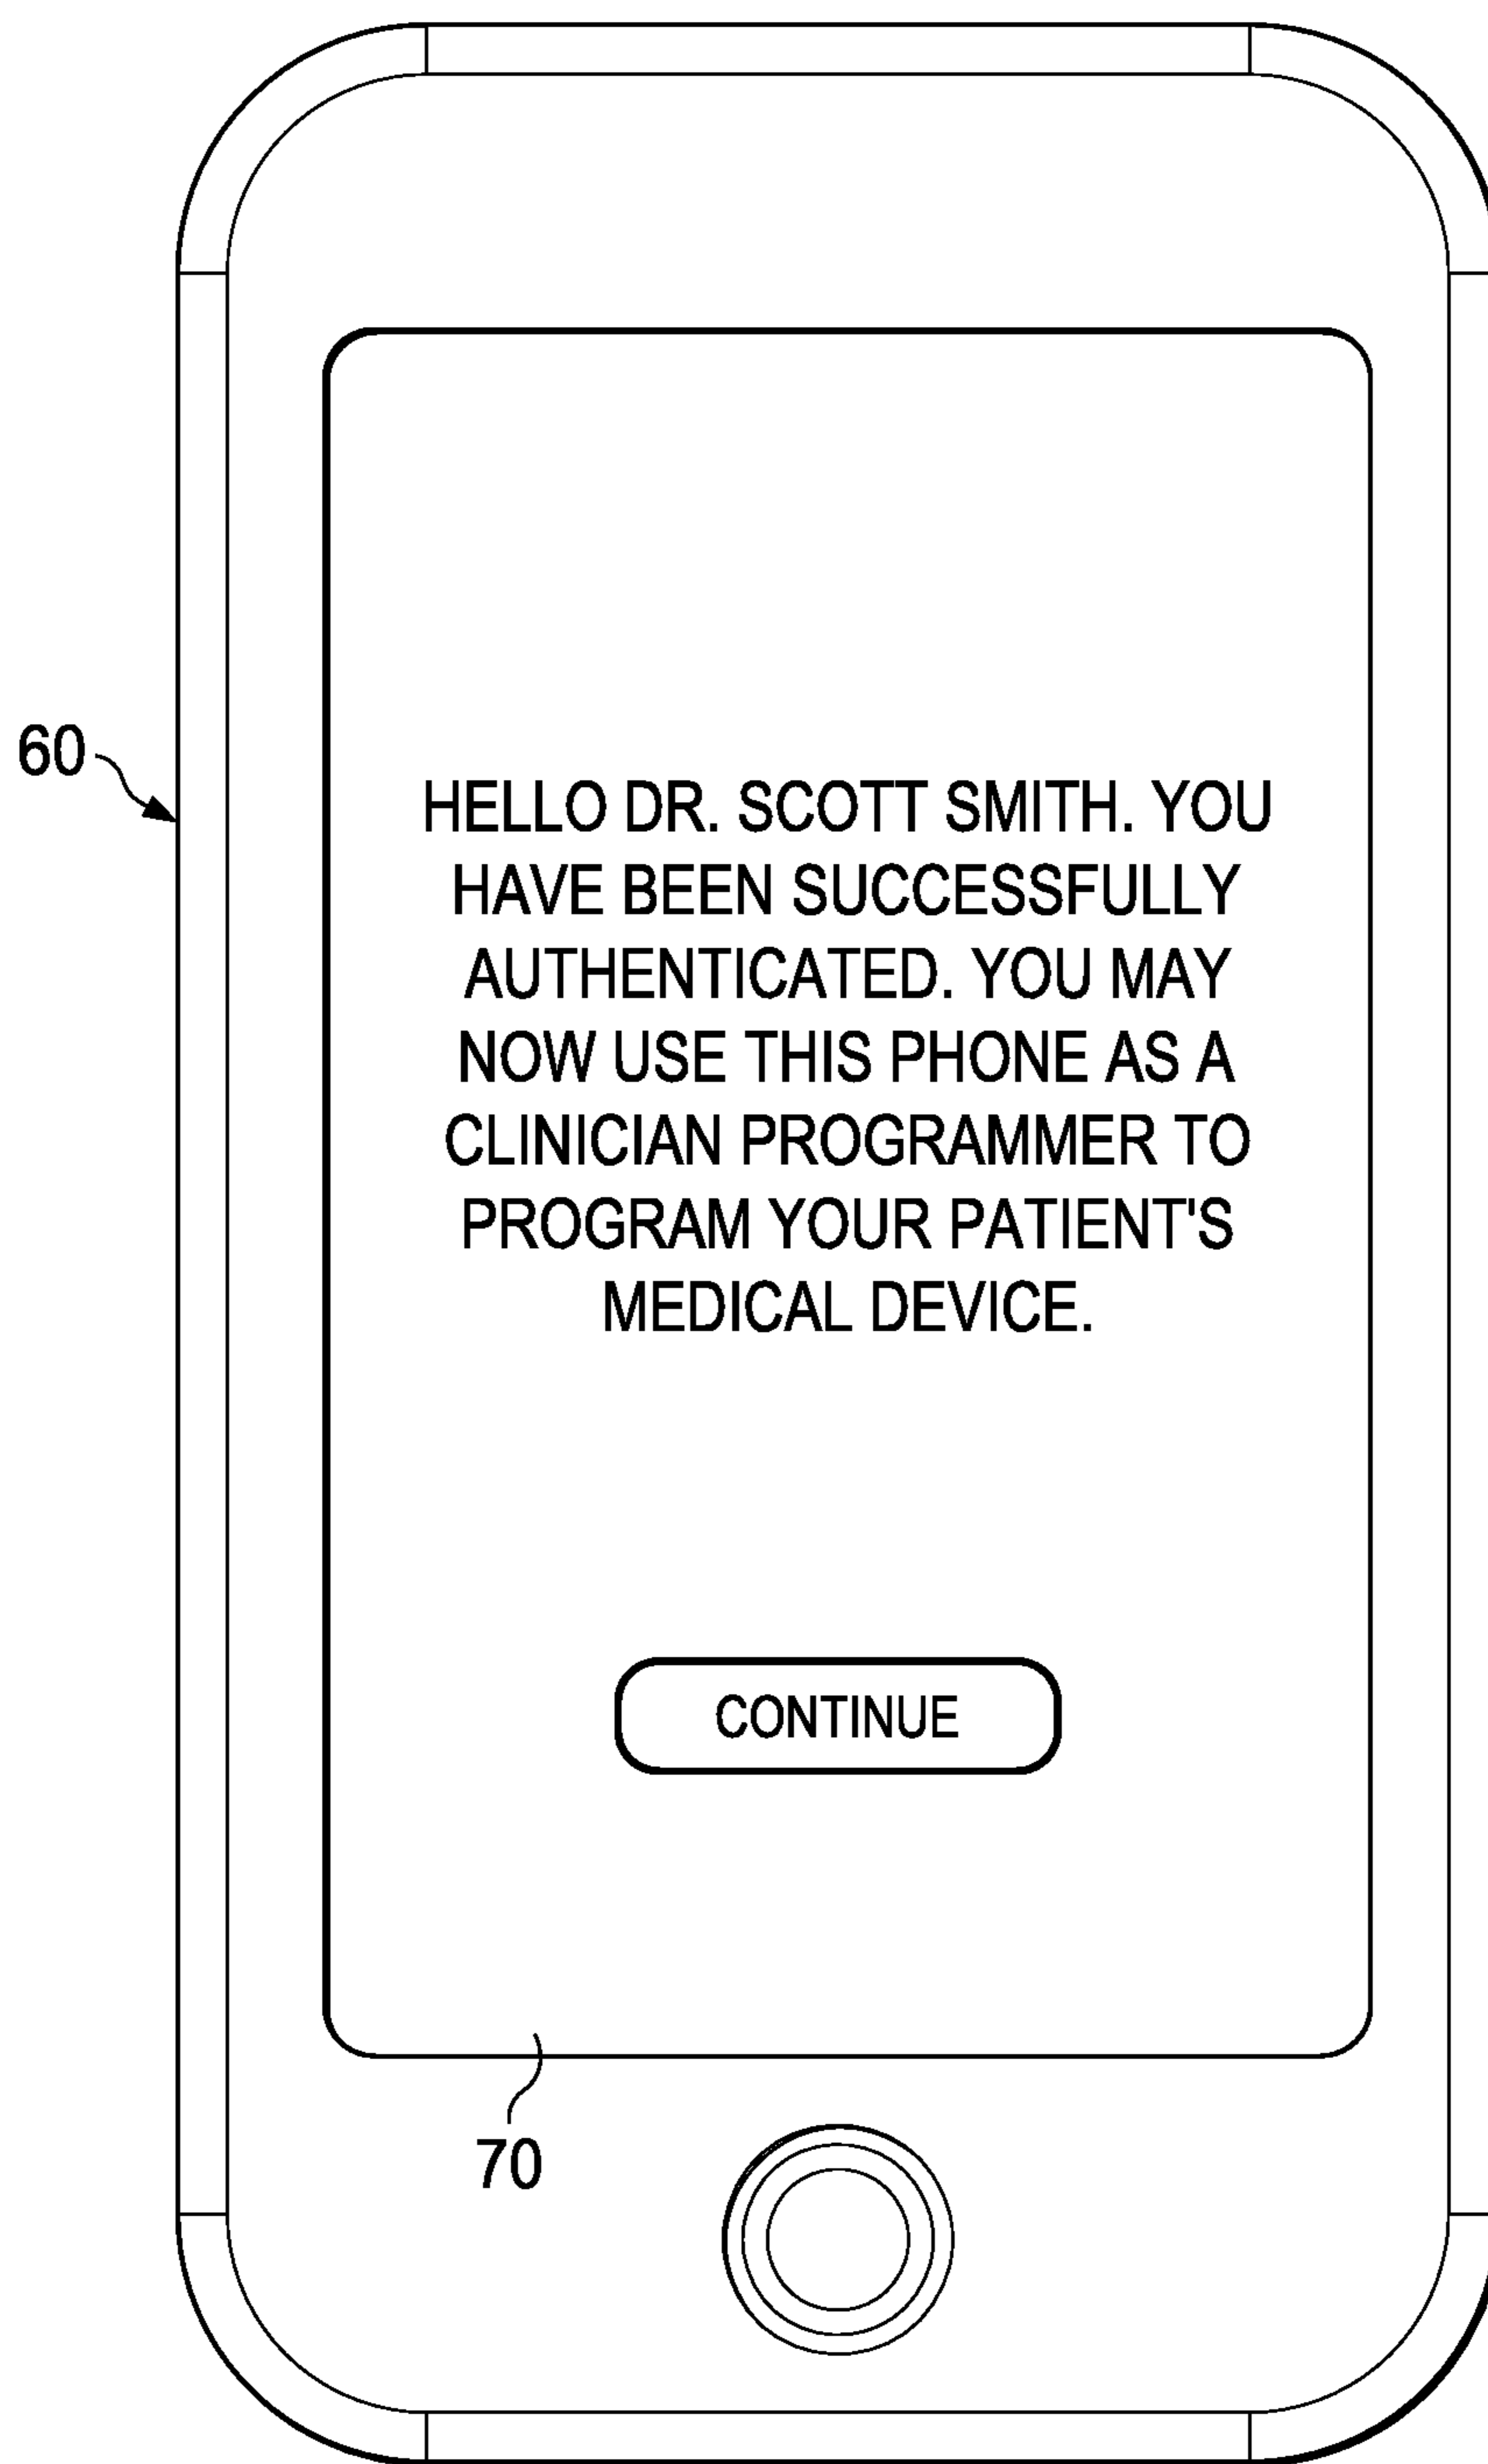 60
HELLO DR. SCOTT SMITH. YOU
HAVE BEEN SUCCESSFULLY
AUTHENTICATED. YOU MAY
NOW USE THIS PHONE AS A
CLINICIAN PROGRAMMER TO
PROGRAM YOUR PATIENT'S
MEDICAL DEVICE.
CONTINUE
70